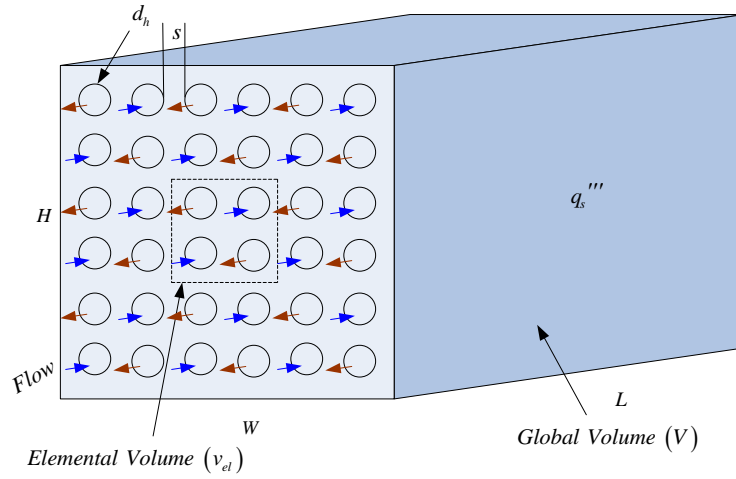 d_h
s
H
q_s'''
Flow
L
W
Global Volume (V)
Elemental Volume (v_el)